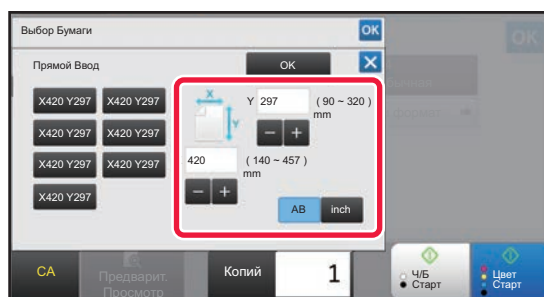 Выбор Бумаги
OK
OK
Прямой Ввод
OK
X420 Y297
X420 Y297
X
Y
Y
297
( 90 ~ 320 )
mm
X420 Y297
X420 Y297
X420 Y297
X420 Y297
420
( 140 ~ 457 )
mm
X420 Y297
AB
inch
CA
Предварит.
Просмотр
Копий
1
Ч/Б
Старт
Цвет
Старт